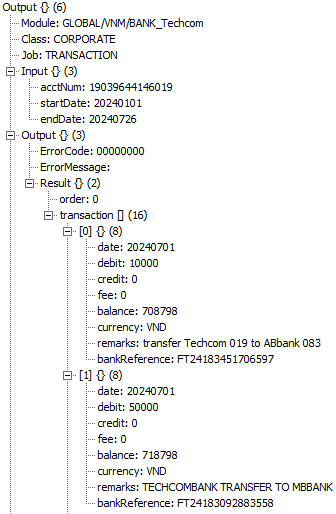 Output {} (6)
Module: GLOBAL/VNM/BANK_Techcom
Class: CORPORATE
Job: TRANSACTION
Input {} (3)
acctNum: 19039644146019
startDate: 20240101
endDate: 20240726
Output {} (3)
ErrorCode: 00000000
ErrorMessage:
Result {} (2)
order: 0
transaction [] (16)
[0] {} (8)
date: 20240701
debit: 10000
credit: 0
fee: 0
balance: 708798
currency: VND
remarks: transfer Techcom 019 to ABbank 083
bankReference: FT24183451706597
[1] {} (8)
date: 20240701
debit: 50000
credit: 0
fee: 0
balance: 718798
currency: VND
remarks: TECHCOMBANK TRANSFER TO MBBANK
bankReference: FT24183092883558